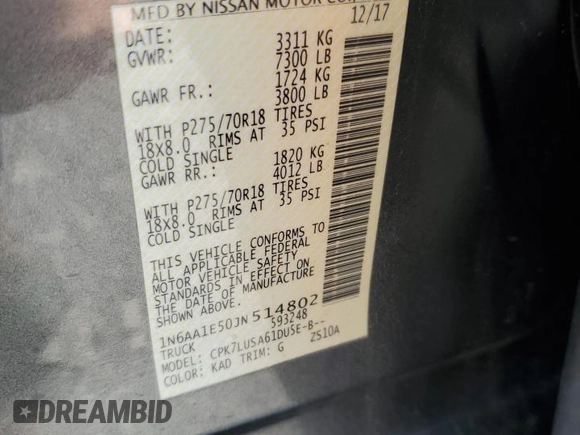 MFD BY NISSAN MOTOR CO
DATE: 12/17
GVWR: 3311 KG
7300 LB
GAWR FR.: 1724 KG
3800 LB
WITH P275/70R18 TIRES
18X8.0 RIMS AT 35 PSI
COLD SINGLE
GAWR RR.: 1820 KG
4012 LB
WITH P275/70R18 TIRES
18X8.0 RIMS AT 35 PSI
COLD SINGLE
THIS VEHICLE CONFORMS TO
ALL APPLICABLE FEDERAL
MOTOR VEHICLE SAFETY
STANDARDS IN EFFECT ON
THE DATE OF MANUFACTURE
SHOWN ABOVE.
1N6AA1E50JN514802
TRUCK 593248
MODEL: CPK7LUSA61DU5E-B--
COLOR: KAD TRIM: G ZS10A
DREAMBID